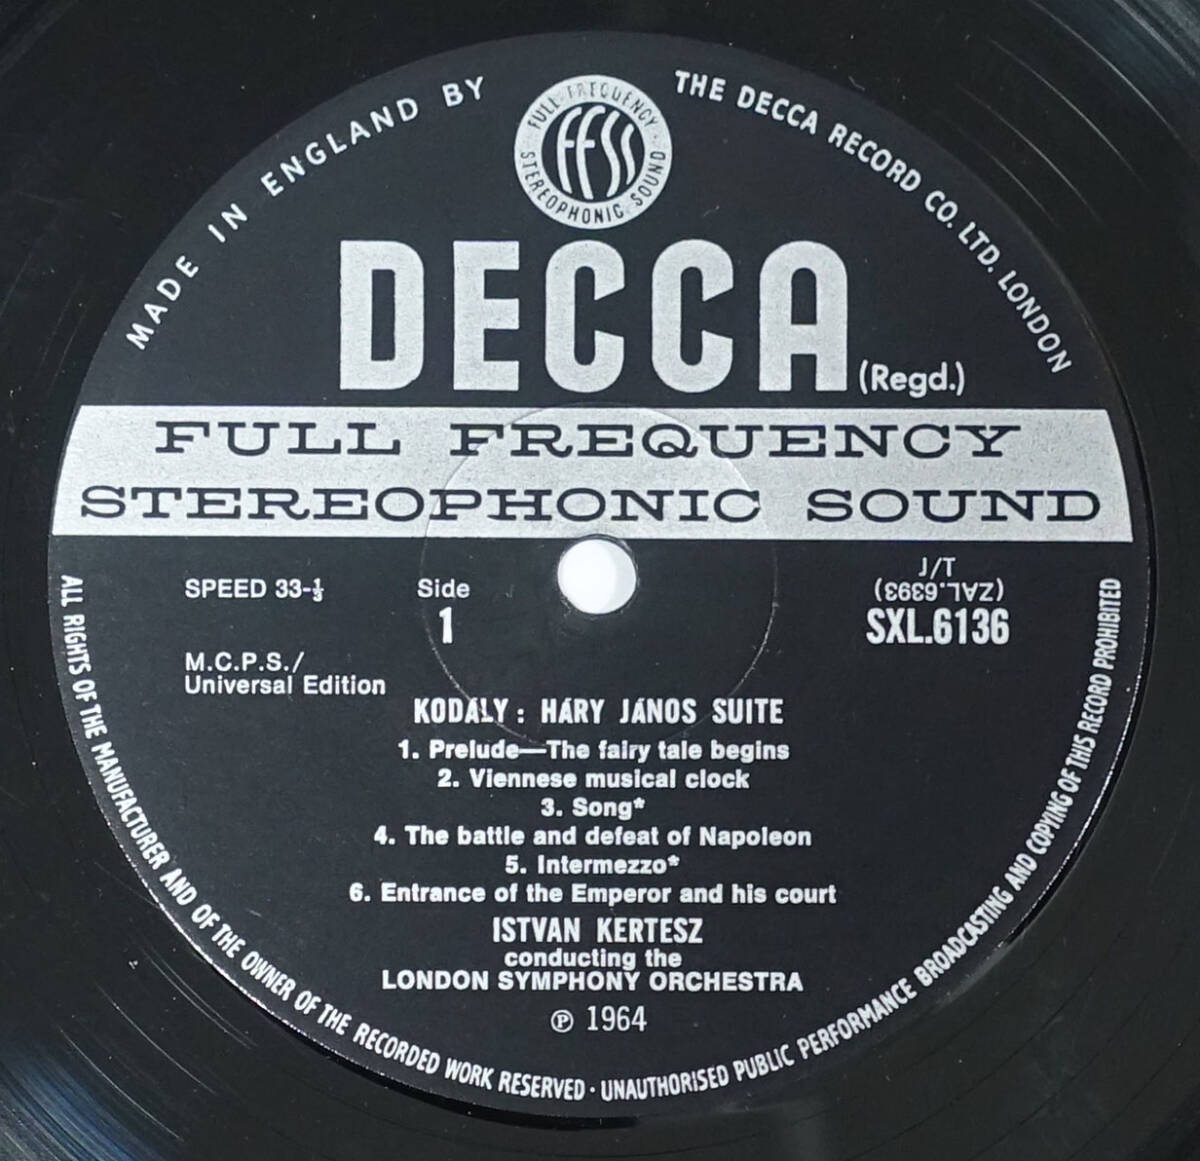 MADE IN ENGLAND BY
THE DECCA RECORD CO. LTD. LONDON
FULL FREQUENCY
STEREOPHONIC SOUND
FFSS
DECCA (Regd.)
FULL FREQUENCY
STEREOPHONIC SOUND
SPEED 33-⅓
Side
1
J/T
(ZAL.6393)
SXL.6136
M.C.P.S./
Universal Edition
KODÁLY: HÁRY JÁNOS SUITE
1. Prelude—The fairy tale begins
2. Viennese musical clock
3. Song*
4. The battle and defeat of Napoleon
5. Intermezzo*
6. Entrance of the Emperor and his court
ISTVAN KERTESZ
conducting the
LONDON SYMPHONY ORCHESTRA
℗ 1964
ALL RIGHTS OF THE MANUFACTURER AND OF THE OWNER OF THE RECORDED WORK RESERVED · UNAUTHORISED PUBLIC PERFORMANCE BROADCASTING AND COPYING OF THIS RECORD PROHIBITED